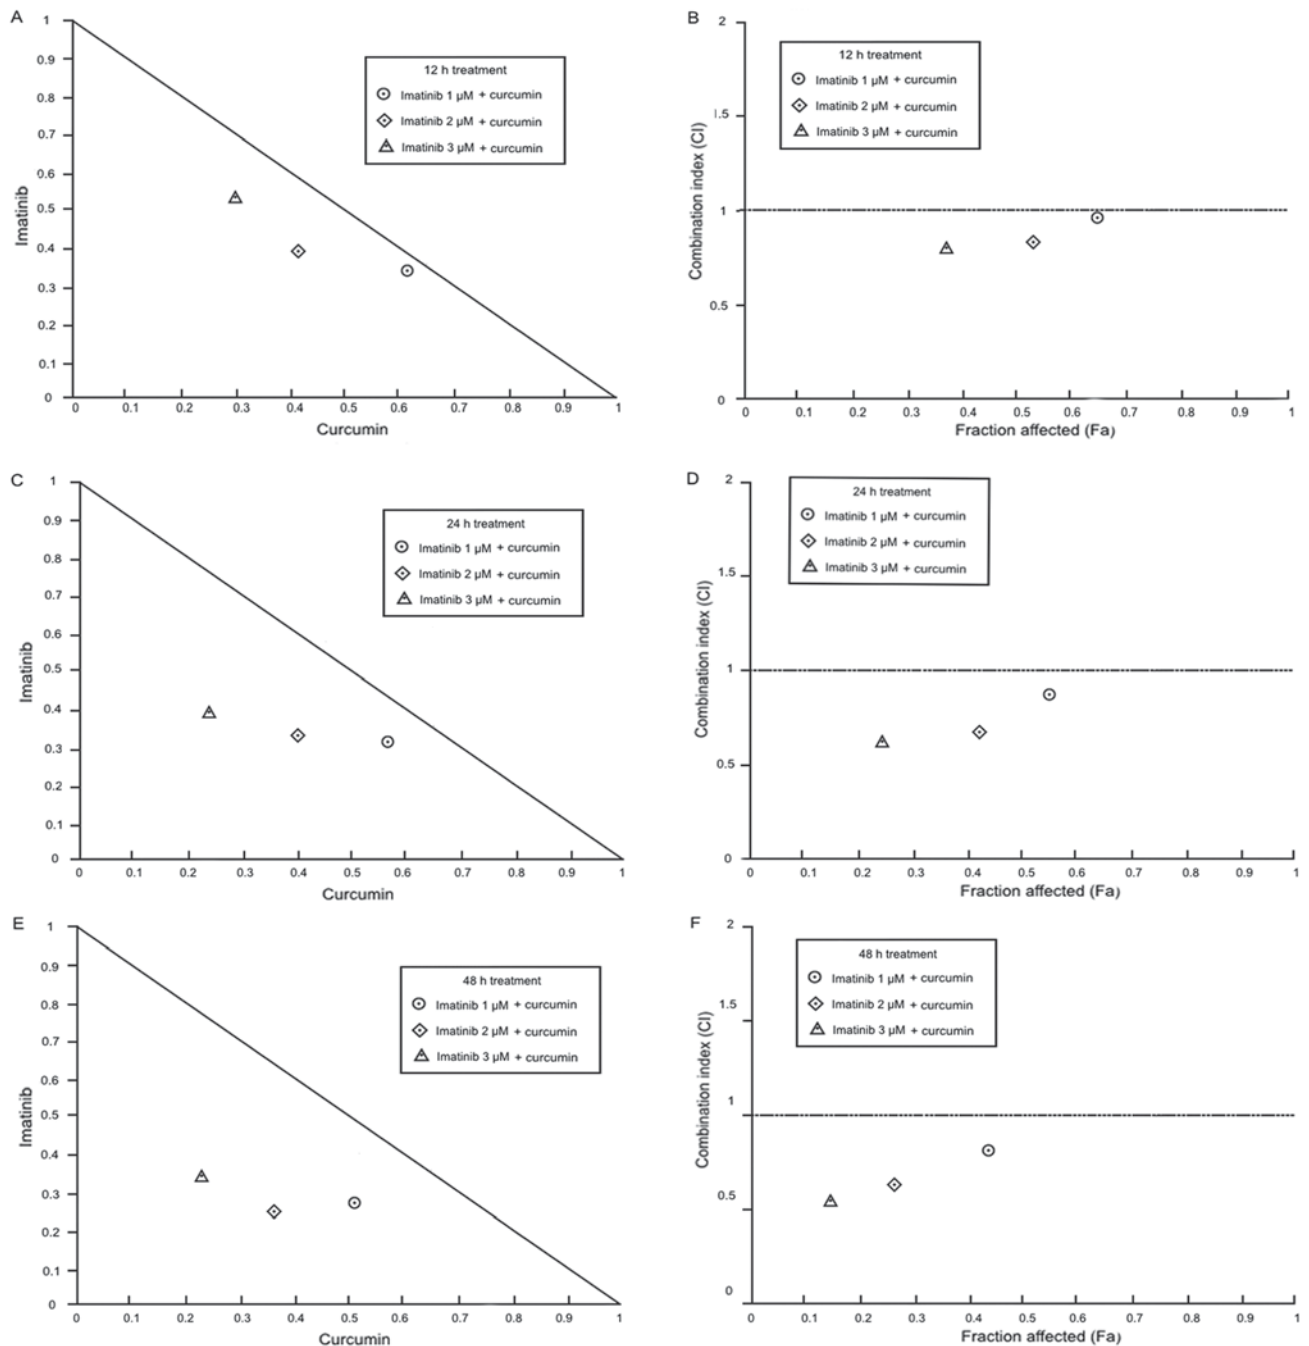 A
1
0.9
0.8
0.7
0.6
0.5
0.4
0.3
0.2
0.1
0
Imatinib
12 h treatment
Imatinib 1 µM + curcumin
Imatinib 2 µM + curcumin
Imatinib 3 µM + curcumin
0 0.1 0.2 0.3 0.4 0.5 0.6 0.7 0.8 0.9 1
Curcumin
B
2
1.5
1
0.5
0
Combination index (CI)
12 h treatment
Imatinib 1 µM + curcumin
Imatinib 2 µM + curcumin
Imatinib 3 µM + curcumin
0 0.1 0.2 0.3 0.4 0.5 0.6 0.7 0.8 0.9 1
Fraction affected (Fa)
C
1
0.9
0.8
0.7
0.6
0.5
0.4
0.3
0.2
0.1
0
Imatinib
24 h treatment
Imatinib 1 µM + curcumin
Imatinib 2 µM + curcumin
Imatinib 3 µM + curcumin
0 0.1 0.2 0.3 0.4 0.5 0.6 0.7 0.8 0.9 1
Curcumin
D
2
1.5
1
0.5
0
Combination index (CI)
24 h treatment
Imatinib 1 µM + curcumin
Imatinib 2 µM + curcumin
Imatinib 3 µM + curcumin
0 0.1 0.2 0.3 0.4 0.5 0.6 0.7 0.8 0.9 1
Fraction affected (Fa)
E
1
0.9
0.8
0.7
0.6
0.5
0.4
0.3
0.2
0.1
0
Imatinib
48 h treatment
Imatinib 1 µM + curcumin
Imatinib 2 µM + curcumin
Imatinib 3 µM + curcumin
0 0.1 0.2 0.3 0.4 0.5 0.6 0.7 0.8 0.9 1
Curcumin
F
2
1.5
1
0.5
0
Combination index (CI)
48 h treatment
Imatinib 1 µM + curcumin
Imatinib 2 µM + curcumin
Imatinib 3 µM + curcumin
0 0.1 0.2 0.3 0.4 0.5 0.6 0.7 0.8 0.9 1
Fraction affected (Fa)